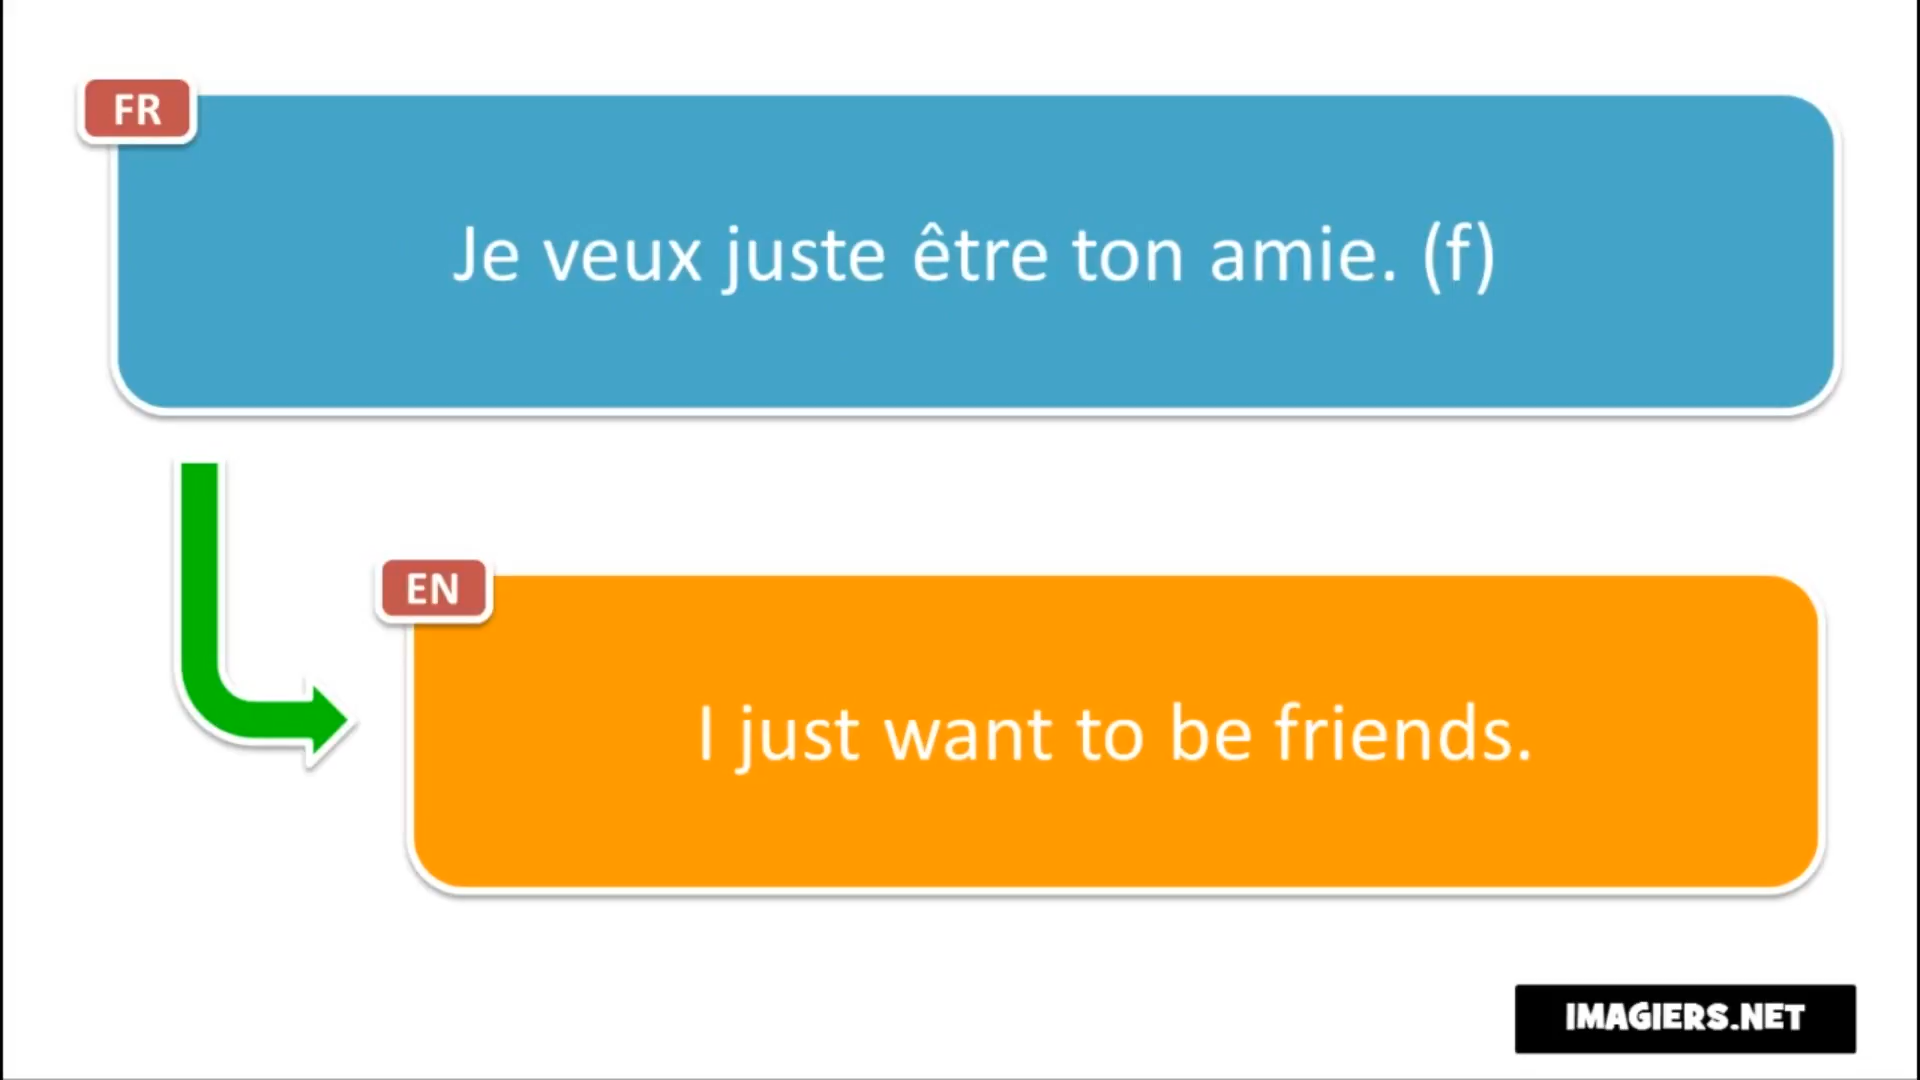 FR
Je veux juste être ton amie. (f)
EN
I just want to be friends.
IMAGIERS.NET